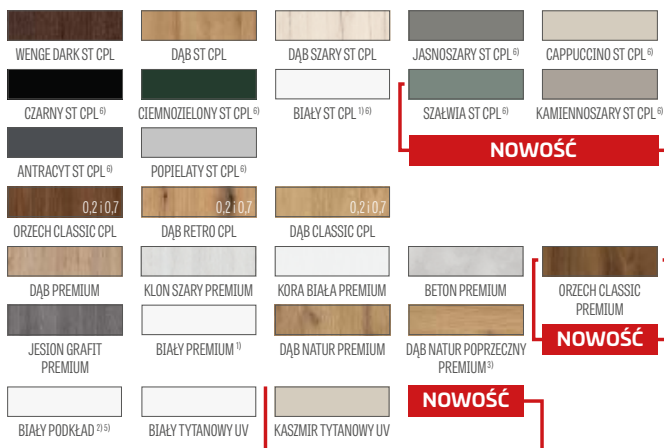 WENGE DARK ST CPL DĄB ST CPL DĄB SZARY ST CPL JASNOSZARY ST CPL 6) CAPPUCCINO ST CPL 6)
CZARNY ST CPL 6) CIEMNOZIELONY ST CPL 6) BIAŁY ST CPL 1) 6) SZAŁWIA ST CPL 6) KAMIENNOSZARY ST CPL 6)
NOWOŚĆ
ANTRACYT ST CPL 6) POPIELATY ST CPL 6)
0,2 i 0,7 0,2 i 0,7 0,2 i 0,7
ORZECH CLASSIC CPL DĄB RETRO CPL DĄB CLASSIC CPL
DĄB PREMIUM KLON SZARY PREMIUM KORA BIAŁA PREMIUM BETON PREMIUM ORZECH CLASSIC
PREMIUM
NOWOŚĆ
JESION GRAFIT BIAŁY PREMIUM 1) DĄB NATUR PREMIUM DĄB NATUR POPRZECZNY
PREMIUM PREMIUM 3)
NOWOŚĆ
BIAŁY PODKŁAD 2) 5) BIAŁY TYTANOWY UV KASZMIR TYTANOWY UV